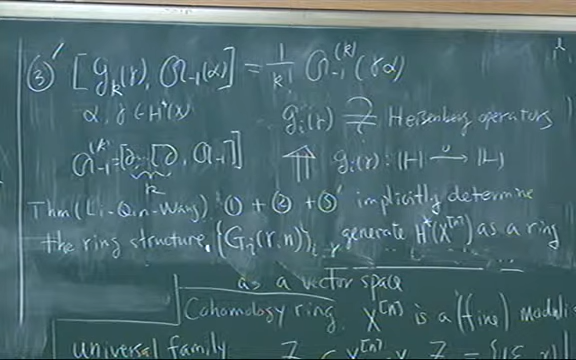 ③' [G_k(γ), 𝔞_{-1}(α)] = 1/k! 𝔞_{-1}^{(k)}(γα)
α, γ ∈ H*(X) G_i(γ) Heisenberg operators
𝔞_{-1}^{(k)} = [∂…[∂, 𝔞_{-1}]
k ⇑ G_i(γ): ℍ → ℍ
Thm (Li-Qin-Wang) ① + ② + ③' implicitly determine
the ring structure. {G_i(γ, n)}_{i, γ} generate H*(X^{[n]}) as a ring
as a vector space
Cohomology ring. X^{[n]} is a (fine) moduli
universal family